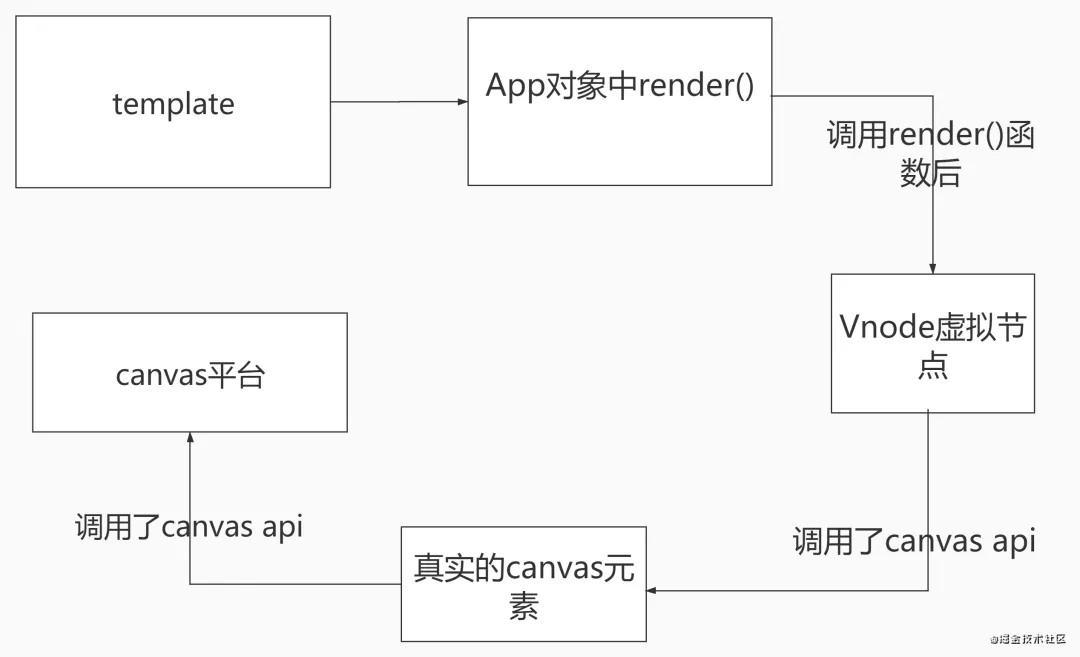 template
App对象中render()
调用render()函
数后
Vnode虚拟节
点
canvas平台
调用了canvas api
调用了canvas api
真实的canvas元
素
@掘金技术社区